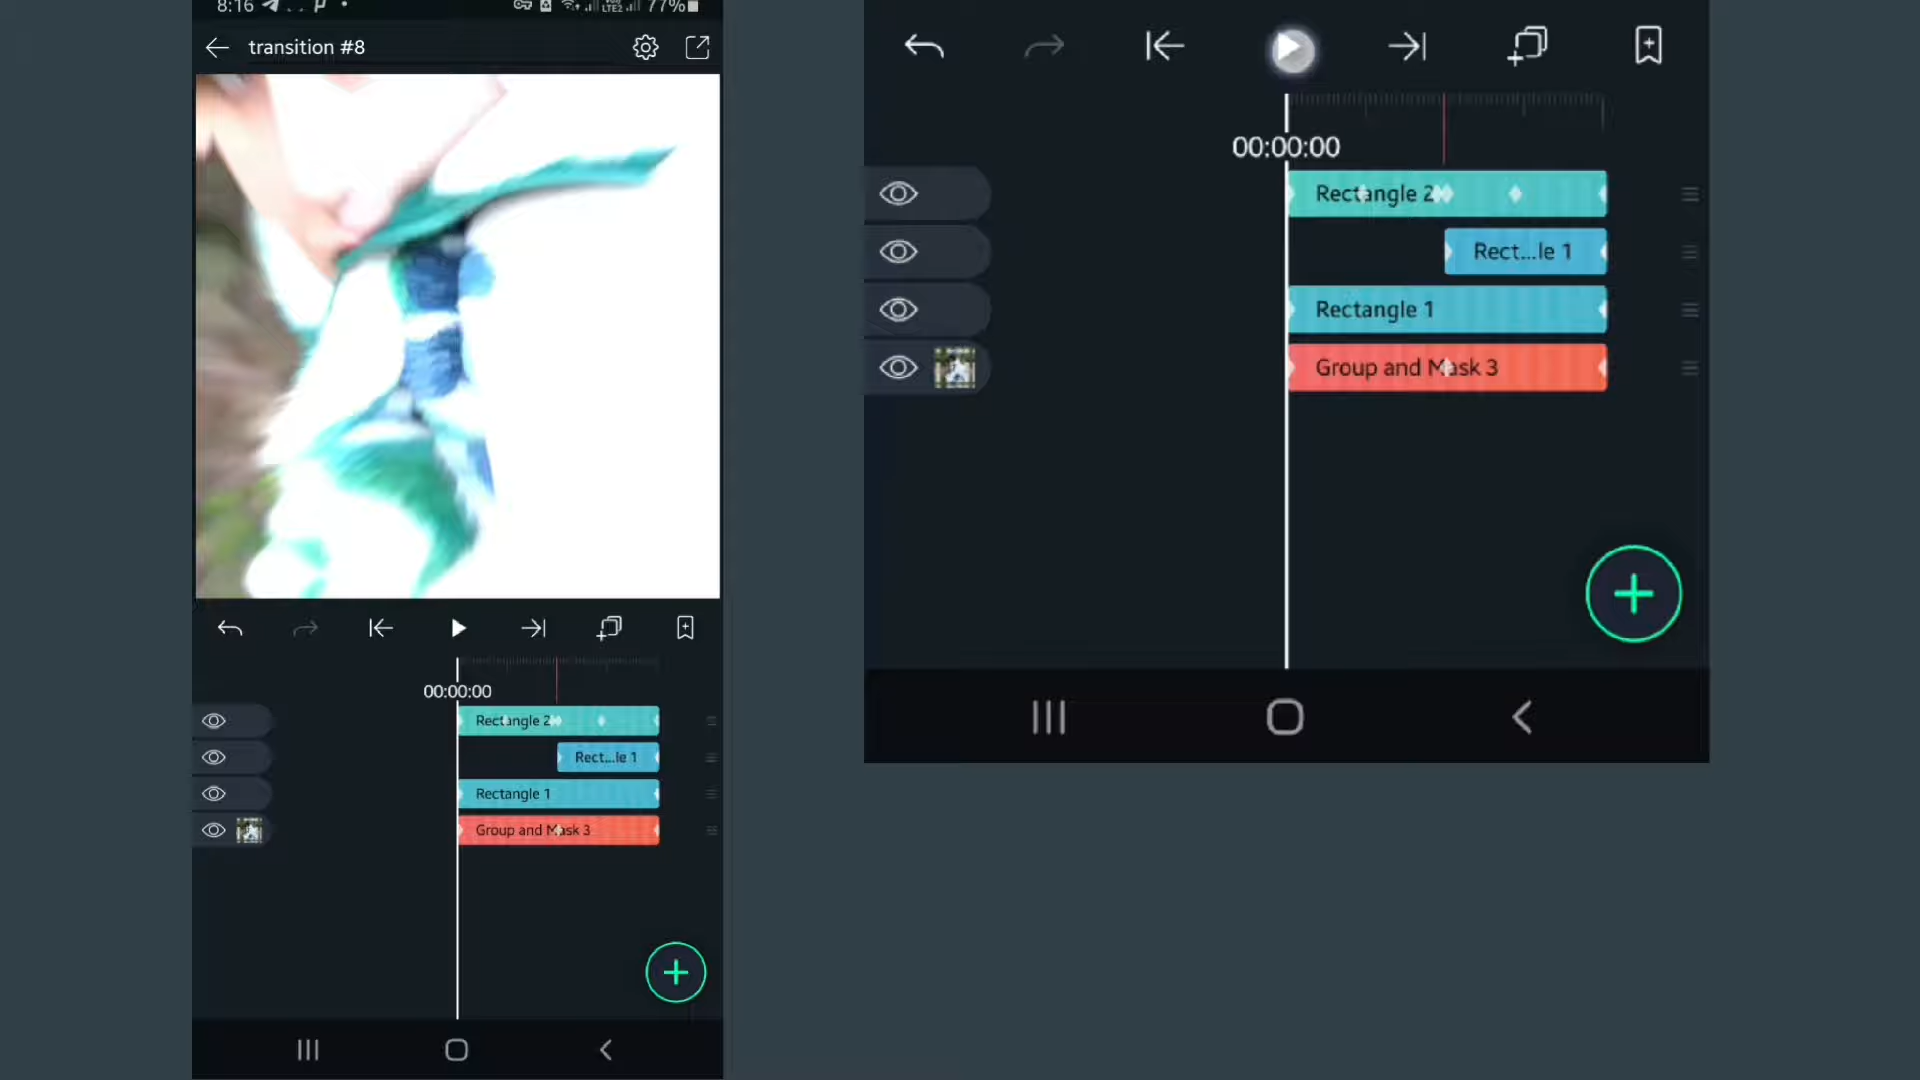 8:16
77%
transition #8
00:00:00
Rectangle 2
Rect...le 1
Rectangle 1
Group and Mask 3
00:00:00
Rectangle 2
Rect...le 1
Rectangle 1
Group and Mask 3